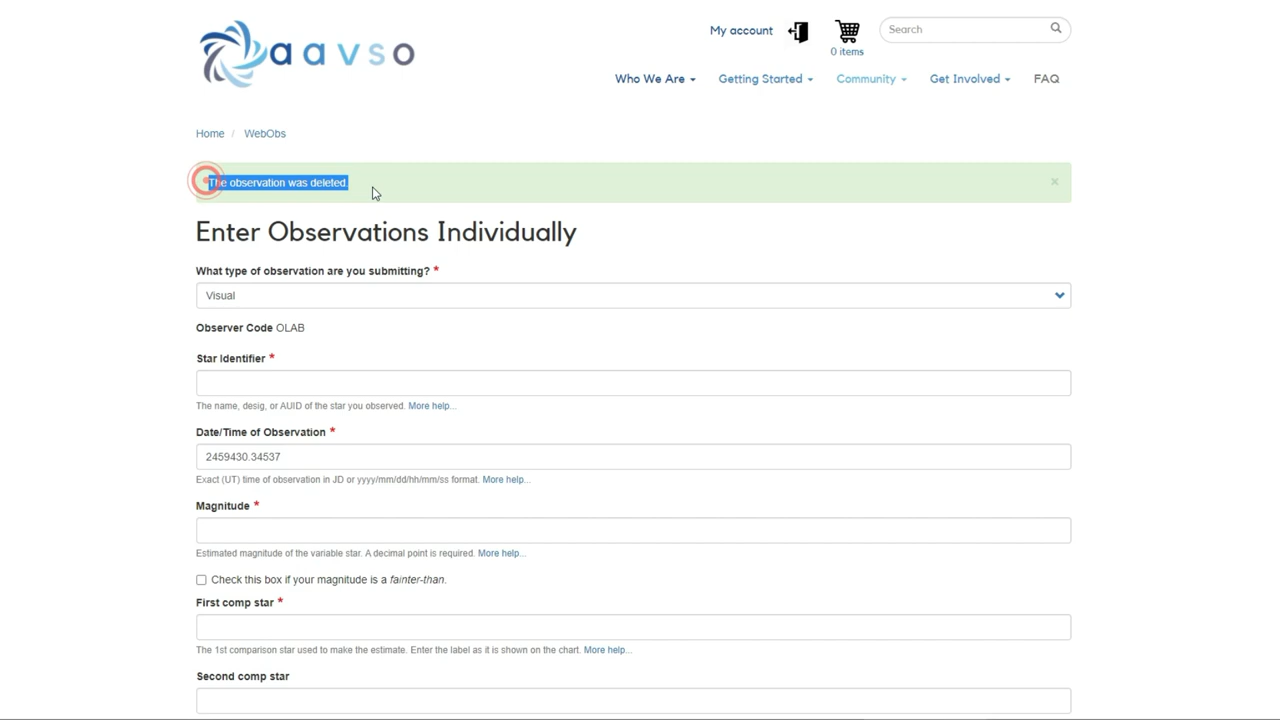 aavso
My account
0 items
Search
Who We Are Getting Started Community Get Involved FAQ
Home / WebObs
The observation was deleted.
×
Enter Observations Individually
What type of observation are you submitting? *
Visual
Observer Code OLAB
Star Identifier *
The name, desig, or AUID of the star you observed. More help...
Date/Time of Observation *
2459430.34537
Exact (UT) time of observation in JD or yyyy/mm/dd/hh/mm/ss format. More help...
Magnitude *
Estimated magnitude of the variable star. A decimal point is required. More help...
Check this box if your magnitude is a fainter-than.
First comp star *
The 1st comparison star used to make the estimate. Enter the label as it is shown on the chart. More help...
Second comp star